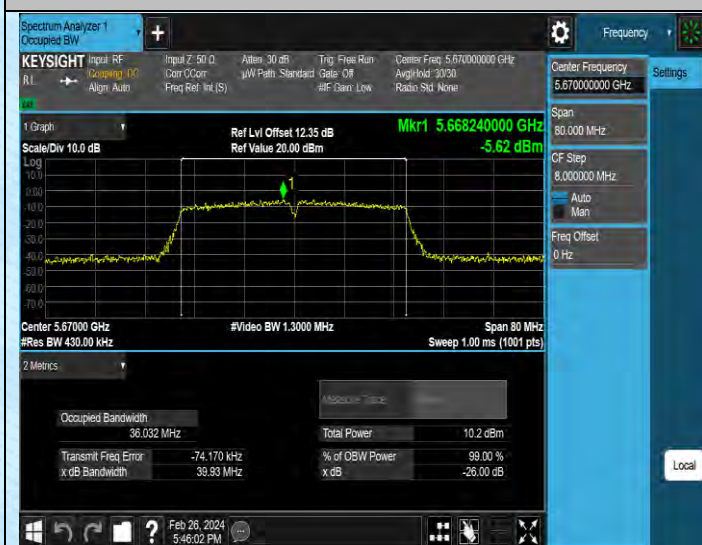 Spectrum Analyzer 1
Occupied BW
+
Frequency
KEYSIGHT
RL
Input: RF
Coupling: DC
Align: Auto
Input Z: 50 Ω
Corr CCorr
Freq Ref: Int (S)
Atten: 30 dB
µW Path: Standard
Trig: Free Run
Gate: Off
#IF Gain: Low
Center Freq: 5.670000000 GHz
Avg|Hold: 30/30
Radio Std: None
Center Frequency
5.670000000 GHz
Settings
Span
80.000 MHz
CF Step
8.000000 MHz
Auto
Man
Freq Offset
0 Hz
Local
1 Graph
Scale/Div 10.0 dB
Ref Lvl Offset 12.35 dB
Ref Value 20.00 dBm
Mkr1 5.668240000 GHz
-5.62 dBm
Log
10.0
0.00
-10.0
-20.0
-30.0
-40.0
-50.0
-60.0
-70.0
1
Center 5.67000 GHz
#Res BW 430.00 kHz
#Video BW 1.3000 MHz
Span 80 MHz
Sweep 1.00 ms (1001 pts)
2 Metrics
Measure Trace
Occupied Bandwidth
36.032 MHz
Total Power 10.2 dBm
Transmit Freq Error -74.170 kHz
% of OBW Power 99.00 %
x dB Bandwidth 39.93 MHz
x dB -26.00 dB
?
Feb 26, 2024
5:46:02 PM